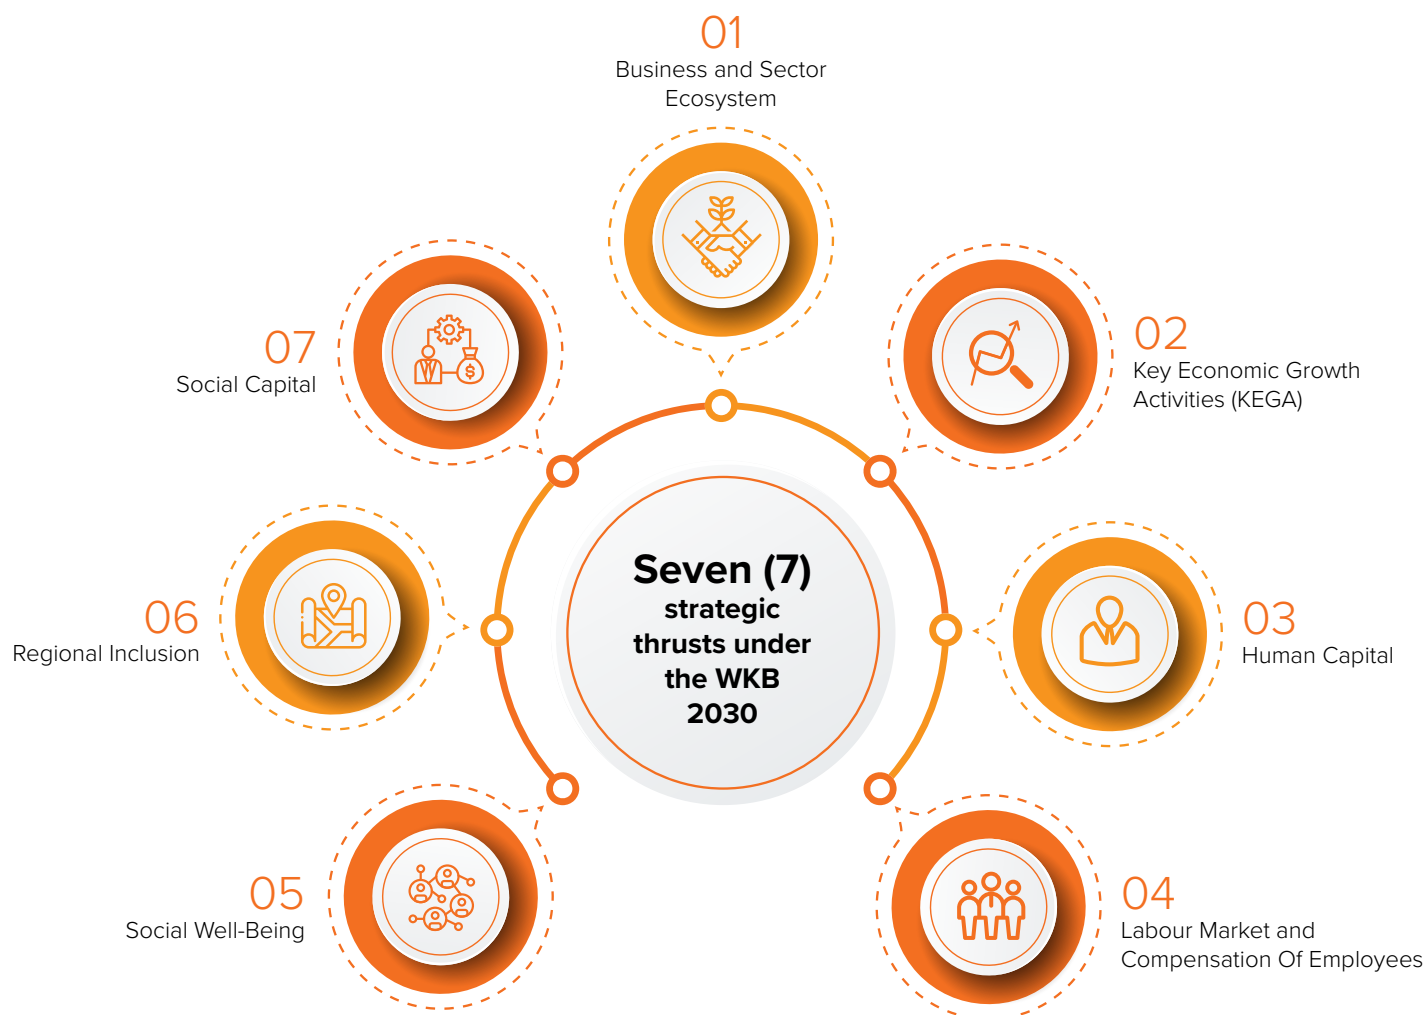 01
Business and Sector
Ecosystem
02
Key Economic Growth
Activities (KEGA)
03
Human Capital
04
Labour Market and
Compensation Of Employees
05
Social Well-Being
06
Regional Inclusion
07
Social Capital
Seven (7)
strategic
thrusts under
the WKB
2030
$